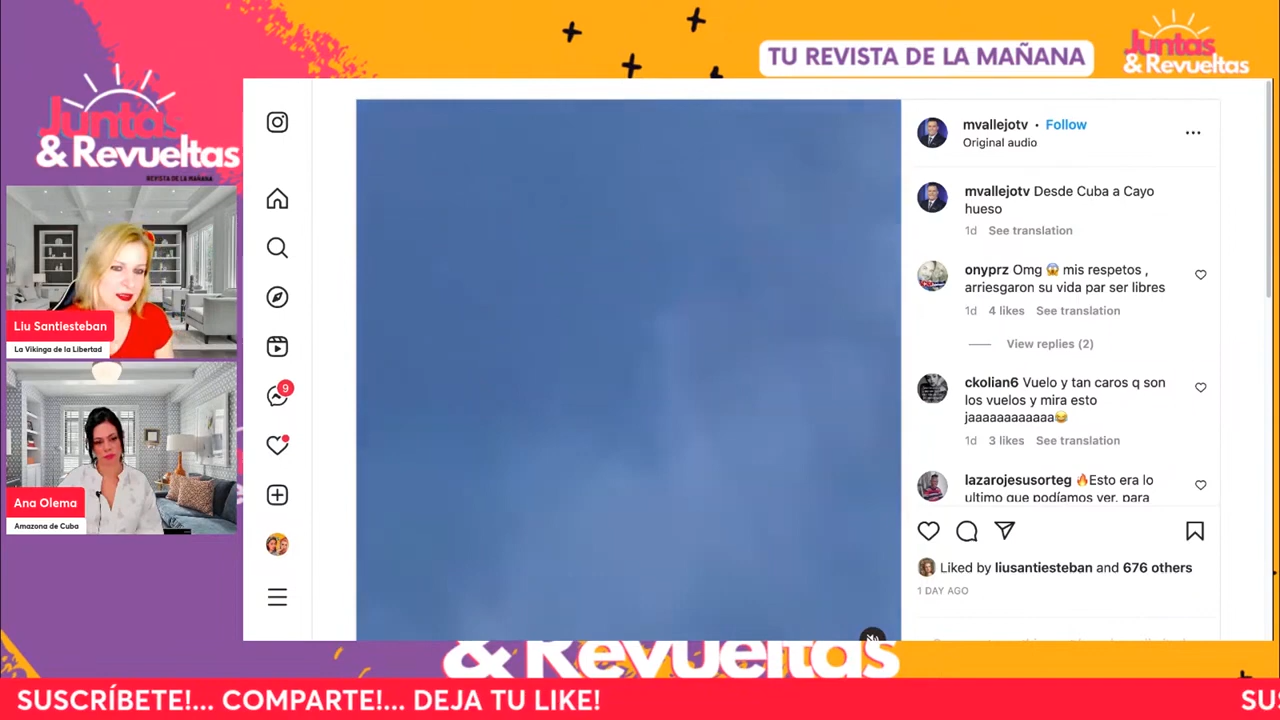 TU REVISTA DE LA MAÑANA
Juntas
& Revueltas
Juntas
& Revueltas
REVISTA DE LA MAÑANA
Liu Santiesteban
La Vikinga de la Libertad
Ana Olema
Amazona de Cuba
9
mvallejotv • Follow
Original audio
mvallejotv Desde Cuba a Cayo
hueso
1d See translation
onyprz Omg 😱 mis respetos ,
arriesgaron su vida par ser libres
1d 4 likes See translation
View replies (2)
ckolian6 Vuelo y tan caros q son
los vuelos y mira esto
jaaaaaaaaaaaa😂
1d 3 likes See translation
lazarojesusorteg 🔥Esto era lo
ultimo que podíamos ver, para
Liked by liusantiesteban and 676 others
1 DAY AGO
& Revueltas
SUSCRÍBETE!... COMPARTE!... DEJA TU LIKE!
SU